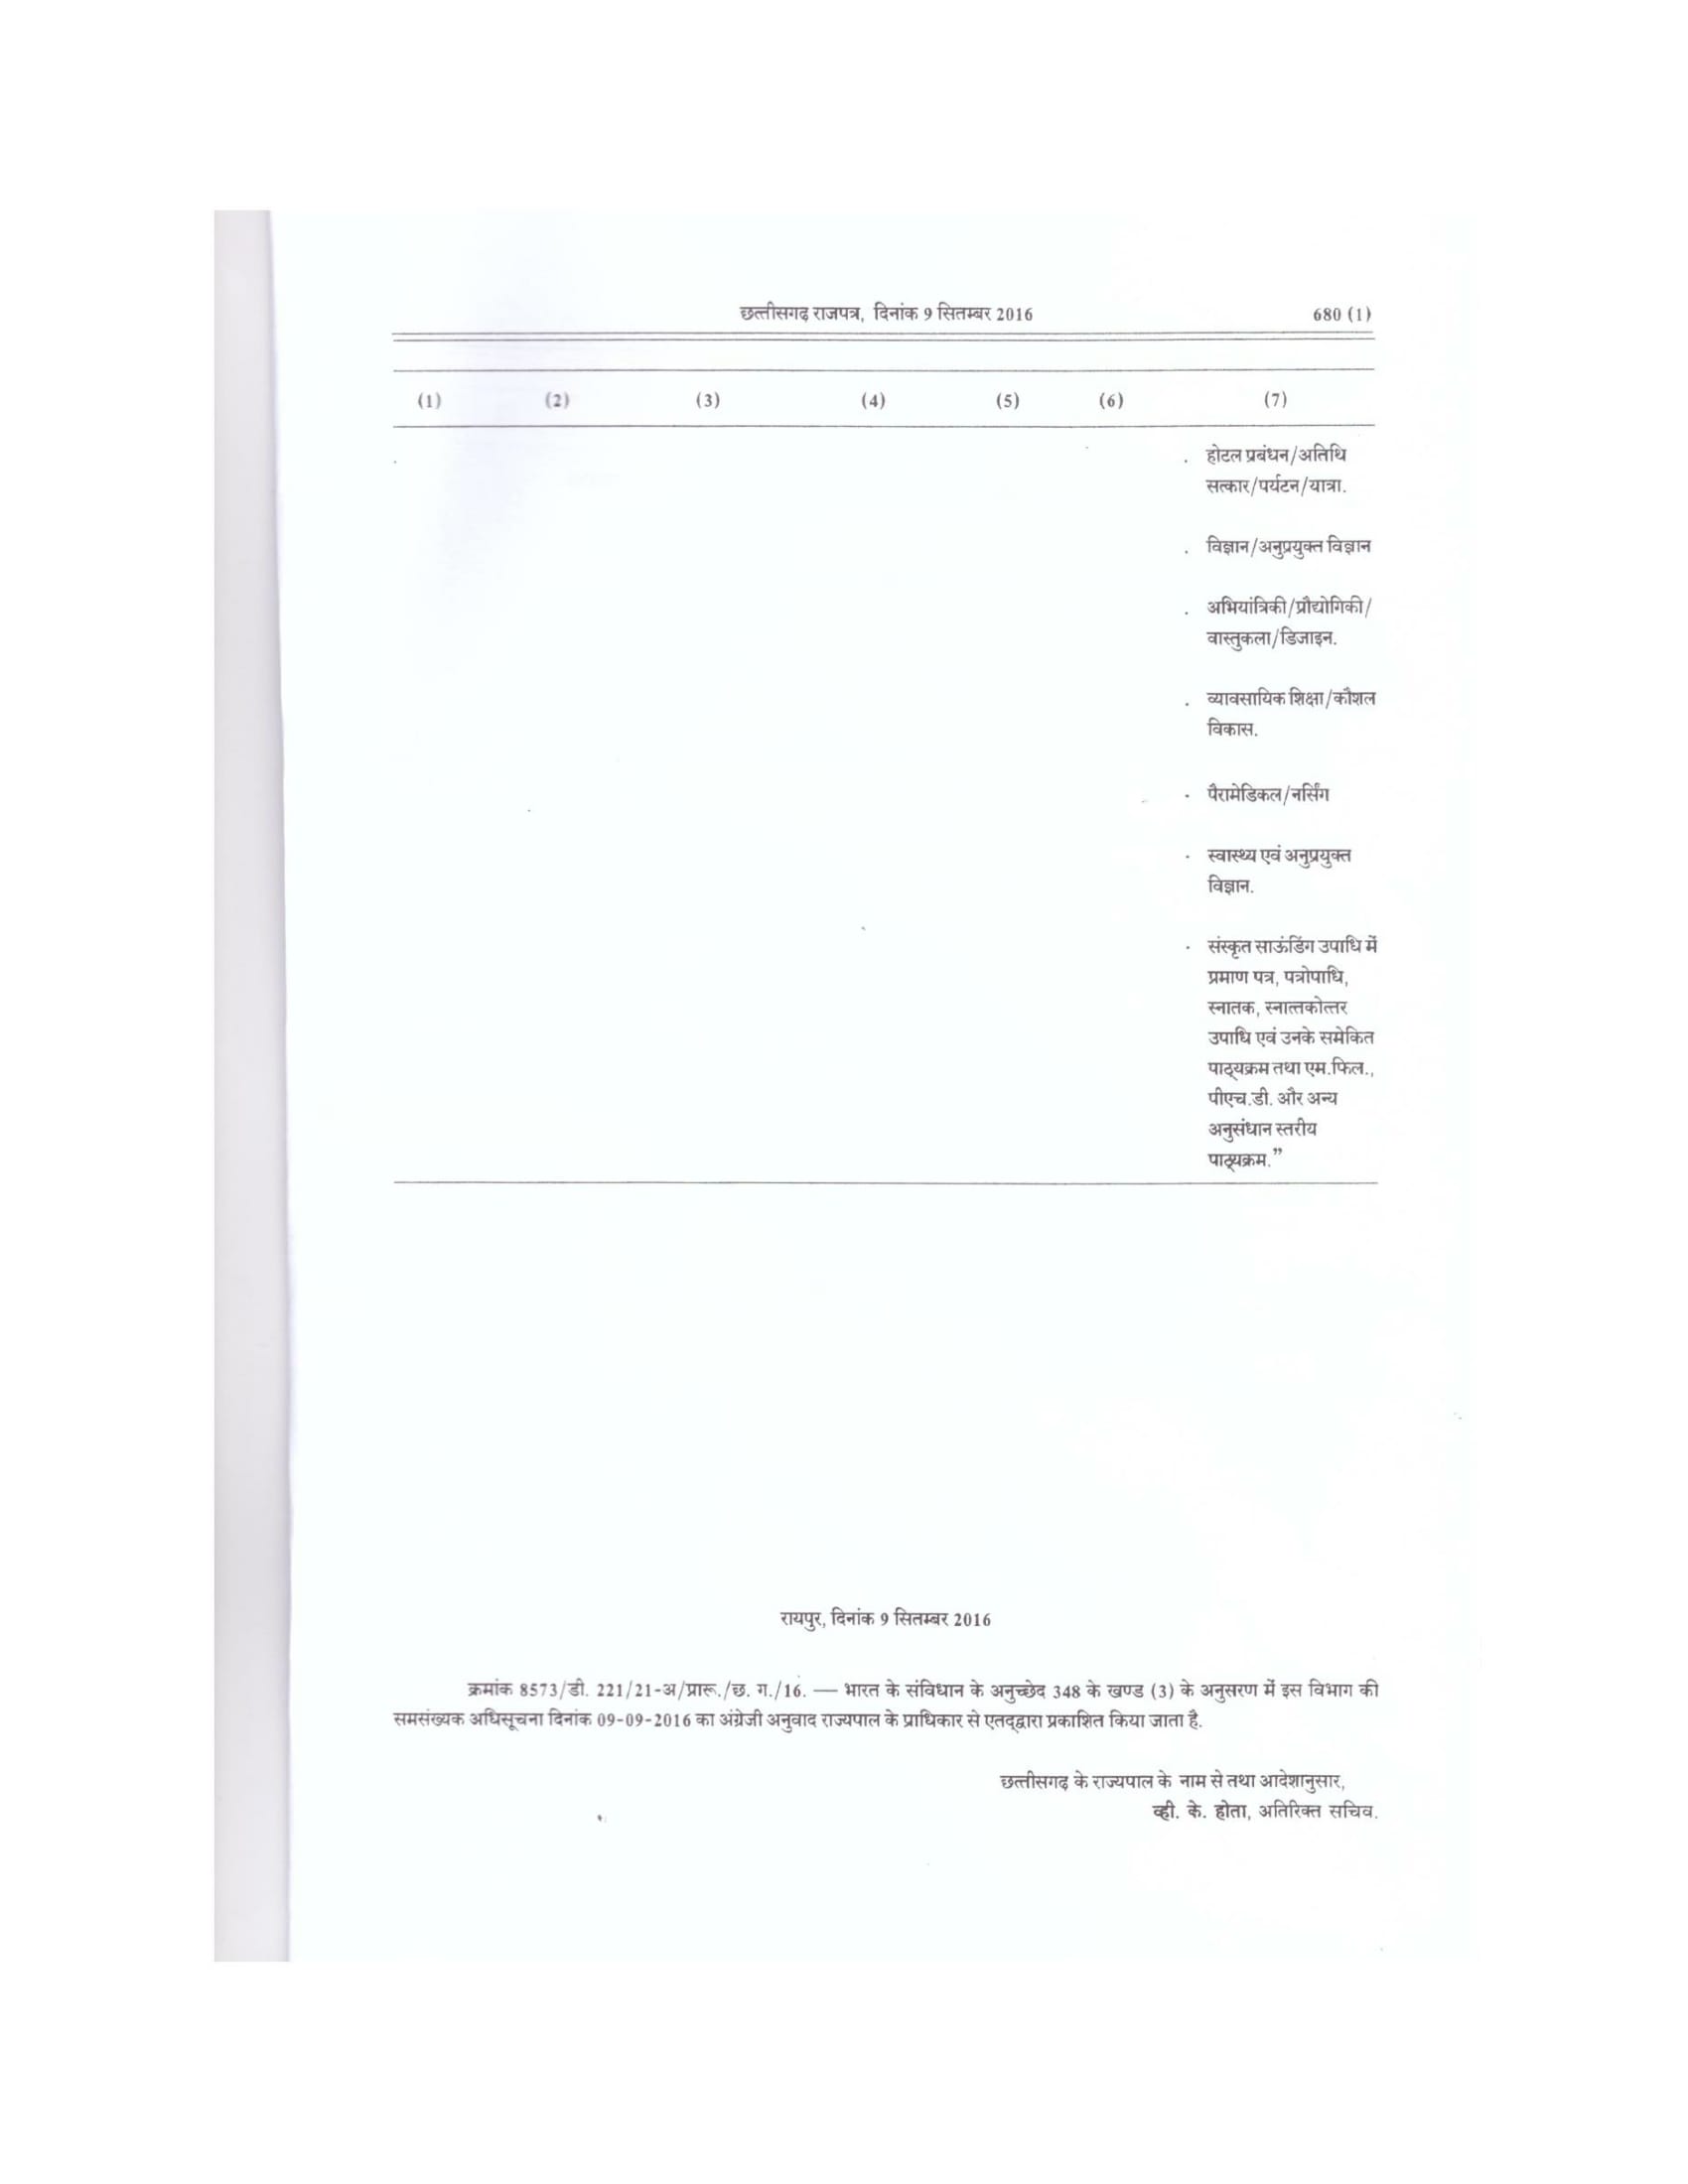 छत्तीसगढ़ राजपत्र, दिनांक 9 सितम्बर 2016 680 (1)
(1) (2) (3) (4) (5) (6) (7)
. होटल प्रबंधन/अतिथि
सत्कार/पर्यटन/यात्रा.
. विज्ञान/अनुप्रयुक्त विज्ञान
. अभियांत्रिकी/प्रौद्योगिकी/
वास्तुकला/डिजाइन.
. व्यावसायिक शिक्षा/कौशल
विकास.
. पैरामेडिकल/नर्सिंग
. स्वास्थ्य एवं अनुप्रयुक्त
विज्ञान.
. संस्कृत साऊंडिंग उपाधि में
प्रमाण पत्र, पत्रोपाधि,
स्नातक, स्नात्तकोत्तर
उपाधि एवं उनके समेकित
पाठ्यक्रम तथा एम.फिल.,
पीएच.डी. और अन्य
अनुसंधान स्तरीय
पाठ्यक्रम.”
रायपुर, दिनांक 9 सितम्बर 2016
क्रमांक 8573/डी. 221/21-अ/प्रारू./छ. ग./16. — भारत के संविधान के अनुच्छेद 348 के खण्ड (3) के अनुसरण में इस विभाग की
समसंख्यक अधिसूचना दिनांक 09-09-2016 का अंग्रेजी अनुवाद राज्यपाल के प्राधिकार से एतद्द्वारा प्रकाशित किया जाता है.
छत्तीसगढ़ के राज्यपाल के नाम से तथा आदेशानुसार,
व्ही. के. होता, अतिरिक्त सचिव.